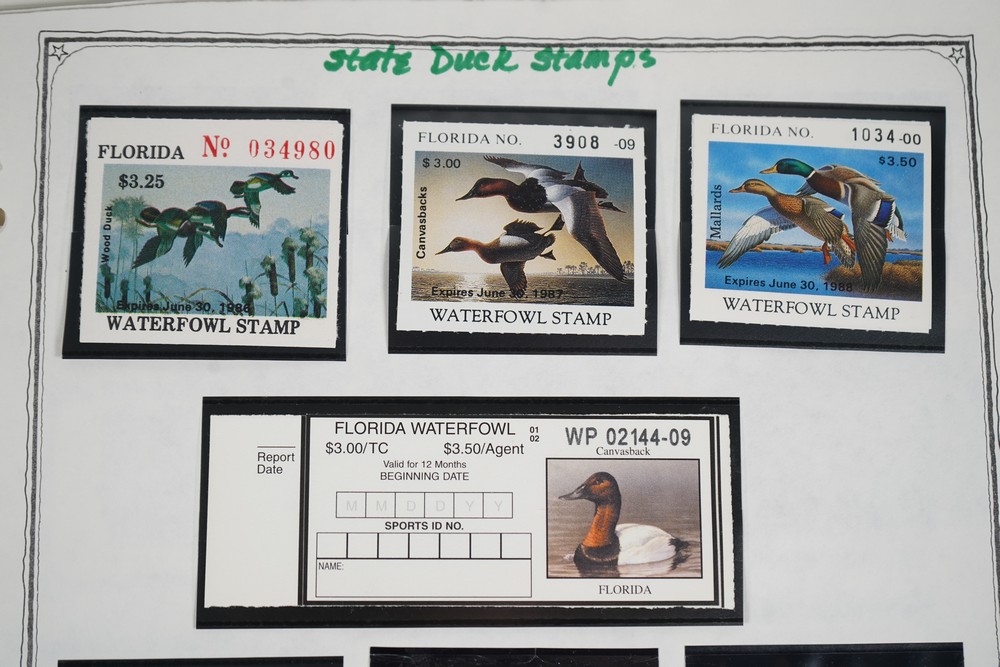 state Duck stamps
FLORIDA No 034980
$3.25
Wood Duck
Expires June 30, 1986
WATERFOWL STAMP
FLORIDA NO. 3908 -09
$3.00
Canvasbacks
Expires June 30, 1987
WATERFOWL STAMP
FLORIDA NO. 1034-00
$3.50
Mallards
Expires June 30, 1988
WATERFOWL STAMP
Report
Date
FLORIDA WATERFOWL 01
02
$3.00/TC $3.50/Agent
Valid for 12 Months
BEGINNING DATE
M M D D Y Y
SPORTS ID NO.
NAME:
WP 02144-09
Canvasback
FLORIDA